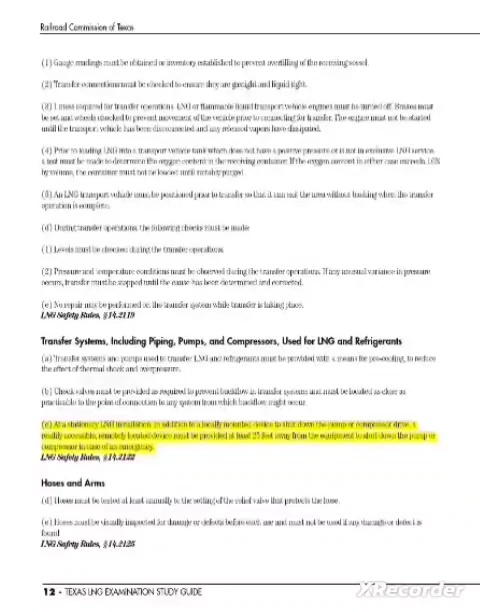 Railroad Commission of Texas
(1) Gauge readings must be obtained or inventory established to prevent overfilling of the receiving vessel.
(2) Transfer connections must be checked to ensure they are gastight and liquid tight.
(3) Unless required for transfer operations, LNG or flammable liquid transport vehicle engines must be turned off. Brakes must
be set and wheels chocked to prevent movement of the vehicle prior to connecting for transfer. The engine must not be started
until the transport vehicle has been disconnected and any released vapors have dissipated.
(4) Prior to loading LNG into a transport vehicle tank which does not have a positive pressure or is not in exclusive LNG service,
a test must be made to determine the oxygen content in the receiving container. If the oxygen content in either case exceeds
by volume, the container must not be loaded until suitably purged.
(5) An LNG transport vehicle must be positioned prior to transfer so that it can exit the area without backing when the transfer
operation is complete.
(d) During transfer operations, the following checks must be made:
(1) Levels must be checked during the transfer operations.
(2) Pressure and temperature conditions must be observed during the transfer operations. If any unusual variance in pressure
occurs, transfer must be stopped until the cause has been determined and corrected.
(e) No repair may be performed on the transfer system while transfer is taking place.
LNG Safety Rules, §14.2119
Transfer Systems, Including Piping, Pumps, and Compressors, Used for LNG and Refrigerants
(a) Transfer systems and pumps used to transfer LNG and refrigerants must be provided with a means for precooling, to reduce
the effect of thermal shock and overpressure.
(b) Check valves must be provided as required to prevent backflow in transfer systems and must be located as close as
practicable to the point of connection to any system from which backflow might occur.
(c) At a stationary LNG installation, in addition to a locally mounted device to shut down the pump or compressor drive, a
readily accessible, remotely located device must be provided at least 25 feet away from the equipment to shut down the pump or
compressor in case of an emergency.
LNG Safety Rules, §14.2122
Hoses and Arms
(d) Hoses must be tested at least annually to the setting of the relief valve that protects the hose.
(e) Hoses must be visually inspected for damage or defects before each use and must not be used if any damage or defect is
found.
LNG Safety Rules, §14.2125
12 - TEXAS LNG EXAMINATION STUDY GUIDE
XRecorder